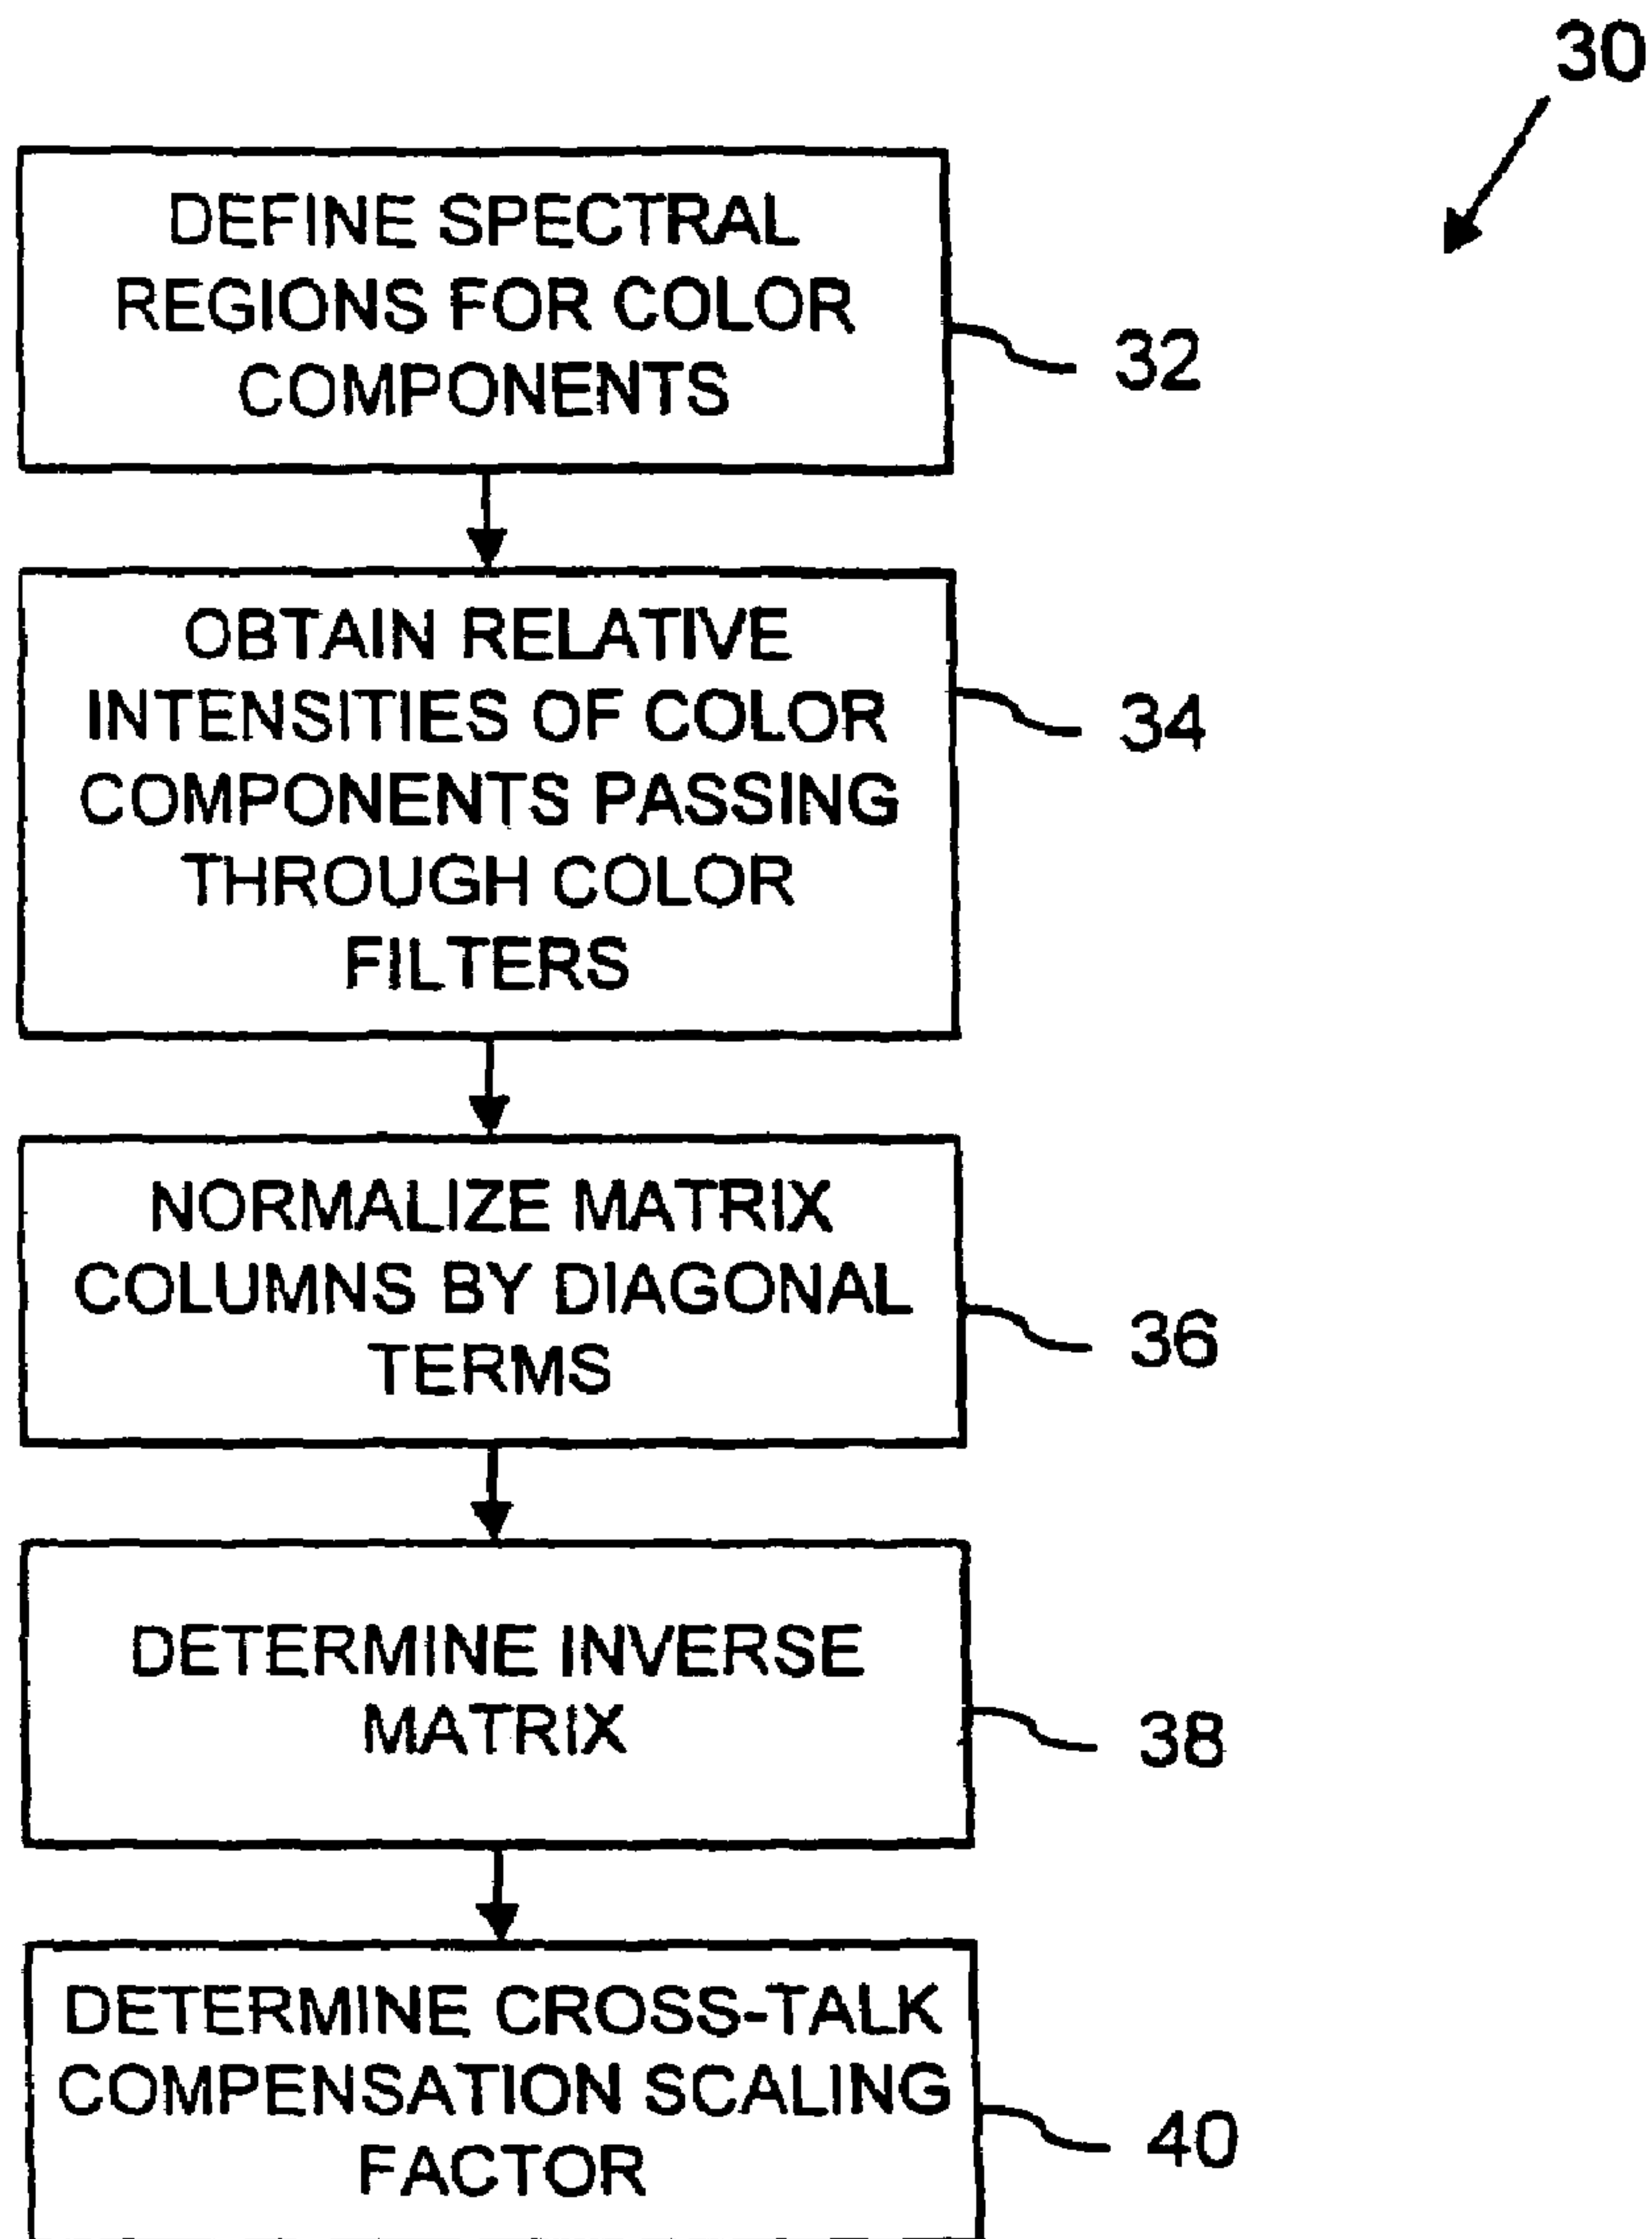 30
DEFINE SPECTRAL
REGIONS FOR COLOR
COMPONENTS
32
OBTAIN RELATIVE
INTENSITIES OF COLOR
COMPONENTS PASSING
THROUGH COLOR
FILTERS
34
NORMALIZE MATRIX
COLUMNS BY DIAGONAL
TERMS
36
DETERMINE INVERSE
MATRIX
38
DETERMINE CROSS-TALK
COMPENSATION SCALING
FACTOR
40